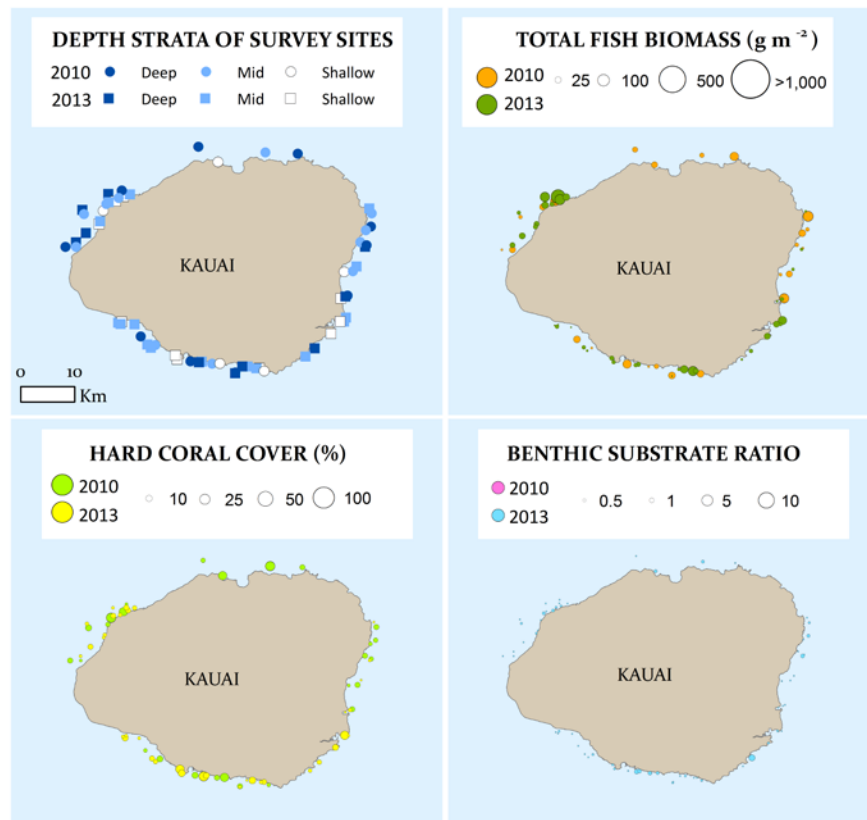 DEPTH STRATA OF SURVEY SITES
2010 Deep Mid Shallow
2013 Deep Mid Shallow
KAUAI
0 10
Km
TOTAL FISH BIOMASS (g m ⁻²)
2010 25 100 500 >1,000
2013
KAUAI
HARD CORAL COVER (%)
2010 10 25 50 100
2013
KAUAI
BENTHIC SUBSTRATE RATIO
2010 0.5 1 5 10
2013
KAUAI